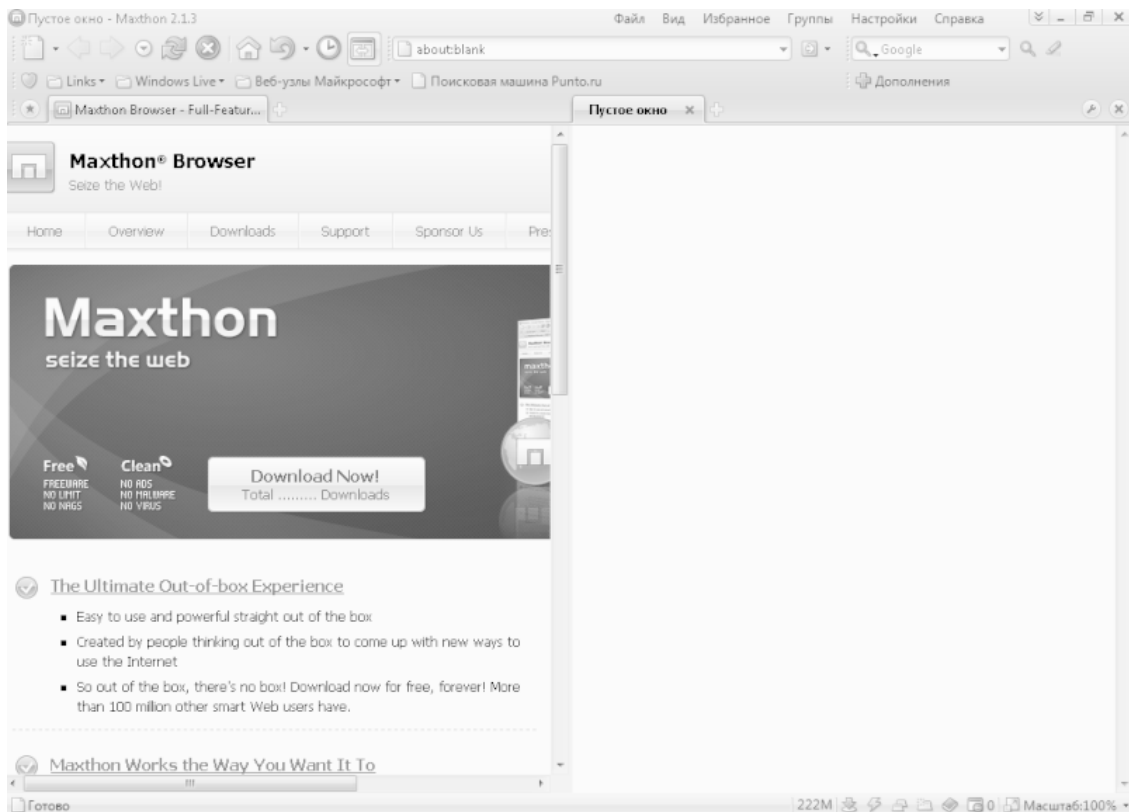 Пустое окно - Maxthon 2.1.3
Файл Вид Избранное Группы Настройки Справка
about:blank
Google
Links
Windows Live
Веб-узлы Майкрософт
Поисковая машина Punto.ru
Дополнения
Maxthon Browser - Full-Featur...
Пустое окно
Maxthon® Browser
Seize the Web!
Home Overview Downloads Support Sponsor Us Pres
Maxthon
seize the web
Free
FREEWARE
NO LIMIT
NO NAGS
Clean
NO ADS
NO MALWARE
NO VIRUS
Download Now!
Total ......... Downloads
The Ultimate Out-of-box Experience
Easy to use and powerful straight out of the box
Created by people thinking out of the box to come up with new ways to
use the Internet
So out of the box, there's no box! Download now for free, forever! More
than 100 million other smart Web users have.
Maxthon Works the Way You Want It To
Готово
222M
0
Масштаб:100%